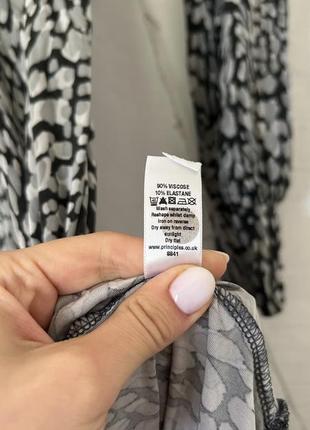 90% VISCOSE
10% ELASTANE
Wash separately
Reshape whilst damp
Iron on reverse
Dry away from direct
sunlight
Dry flat
www.principles.co.uk
8841